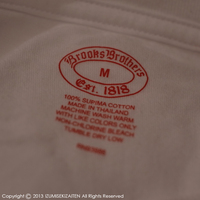 Brooks Brothers
M
Est. 1818
100% SUPIMA COTTON
MADE IN THAILAND
MACHINE WASH WARM
WITH LIKE COLORS ONLY
NON-CHLORINE BLEACH
TUMBLE DRY LOW
Copyright © 2013 IZUMISEKIZAITEN All Rights Reserved.